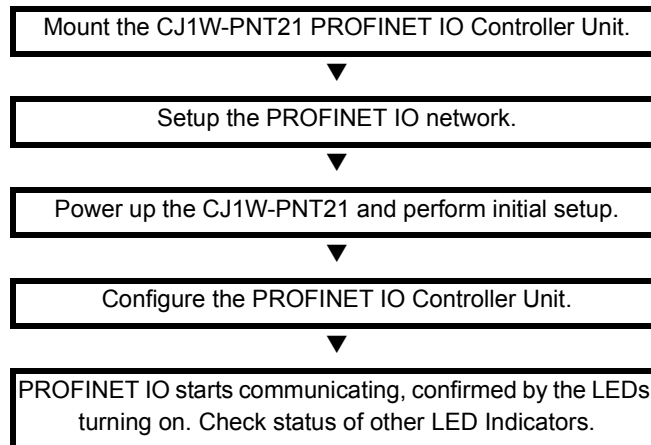 Mount the CJ1W-PNT21 PROFINET IO Controller Unit.
Setup the PROFINET IO network.
Power up the CJ1W-PNT21 and perform initial setup.
Configure the PROFINET IO Controller Unit.
PROFINET IO starts communicating, confirmed by the LEDs
turning on. Check status of other LED Indicators.